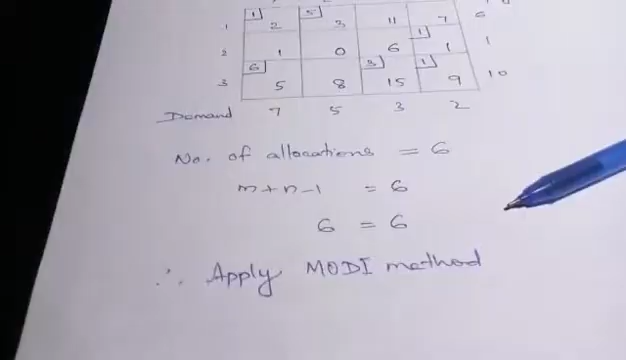 1 1 2 5 3 11 7 6
2 1 0 6 1 1 1
3 6 5 8 3 15 1 9 10
Demand 7 5 3 2
No. of allocations = 6
m+n-1 = 6
6 = 6
∴ Apply MODI method